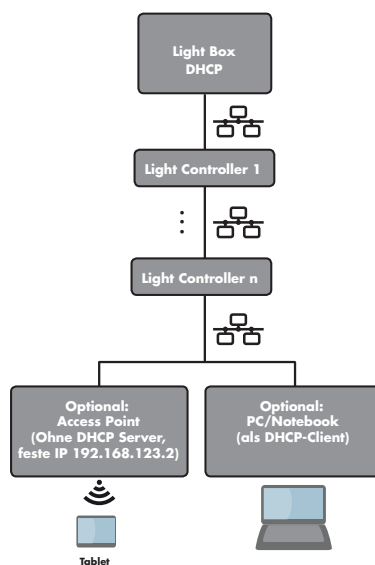 Light Box
DHCP
Light Controller 1
Light Controller n
Optional:
Access Point
(Ohne DHCP Server,
feste IP 192.168.123.2)
Optional:
PC/Notebook
(als DHCP-Client)
Tablet